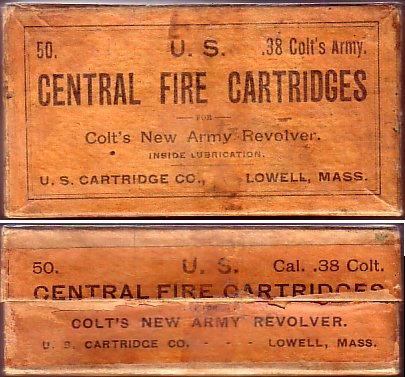 50. U. S. .38 Colt's Army.
CENTRAL FIRE CARTRIDGES
FOR
Colt's New Army Revolver.
INSIDE LUBRICATION.
U. S. CARTRIDGE CO., LOWELL, MASS.
50. U. S. Cal. .38 Colt.
CENTRAL FIRE CARTRIDGES
FOR
COLT'S NEW ARMY REVOLVER.
U. S. CARTRIDGE CO. - - - LOWELL, MASS.